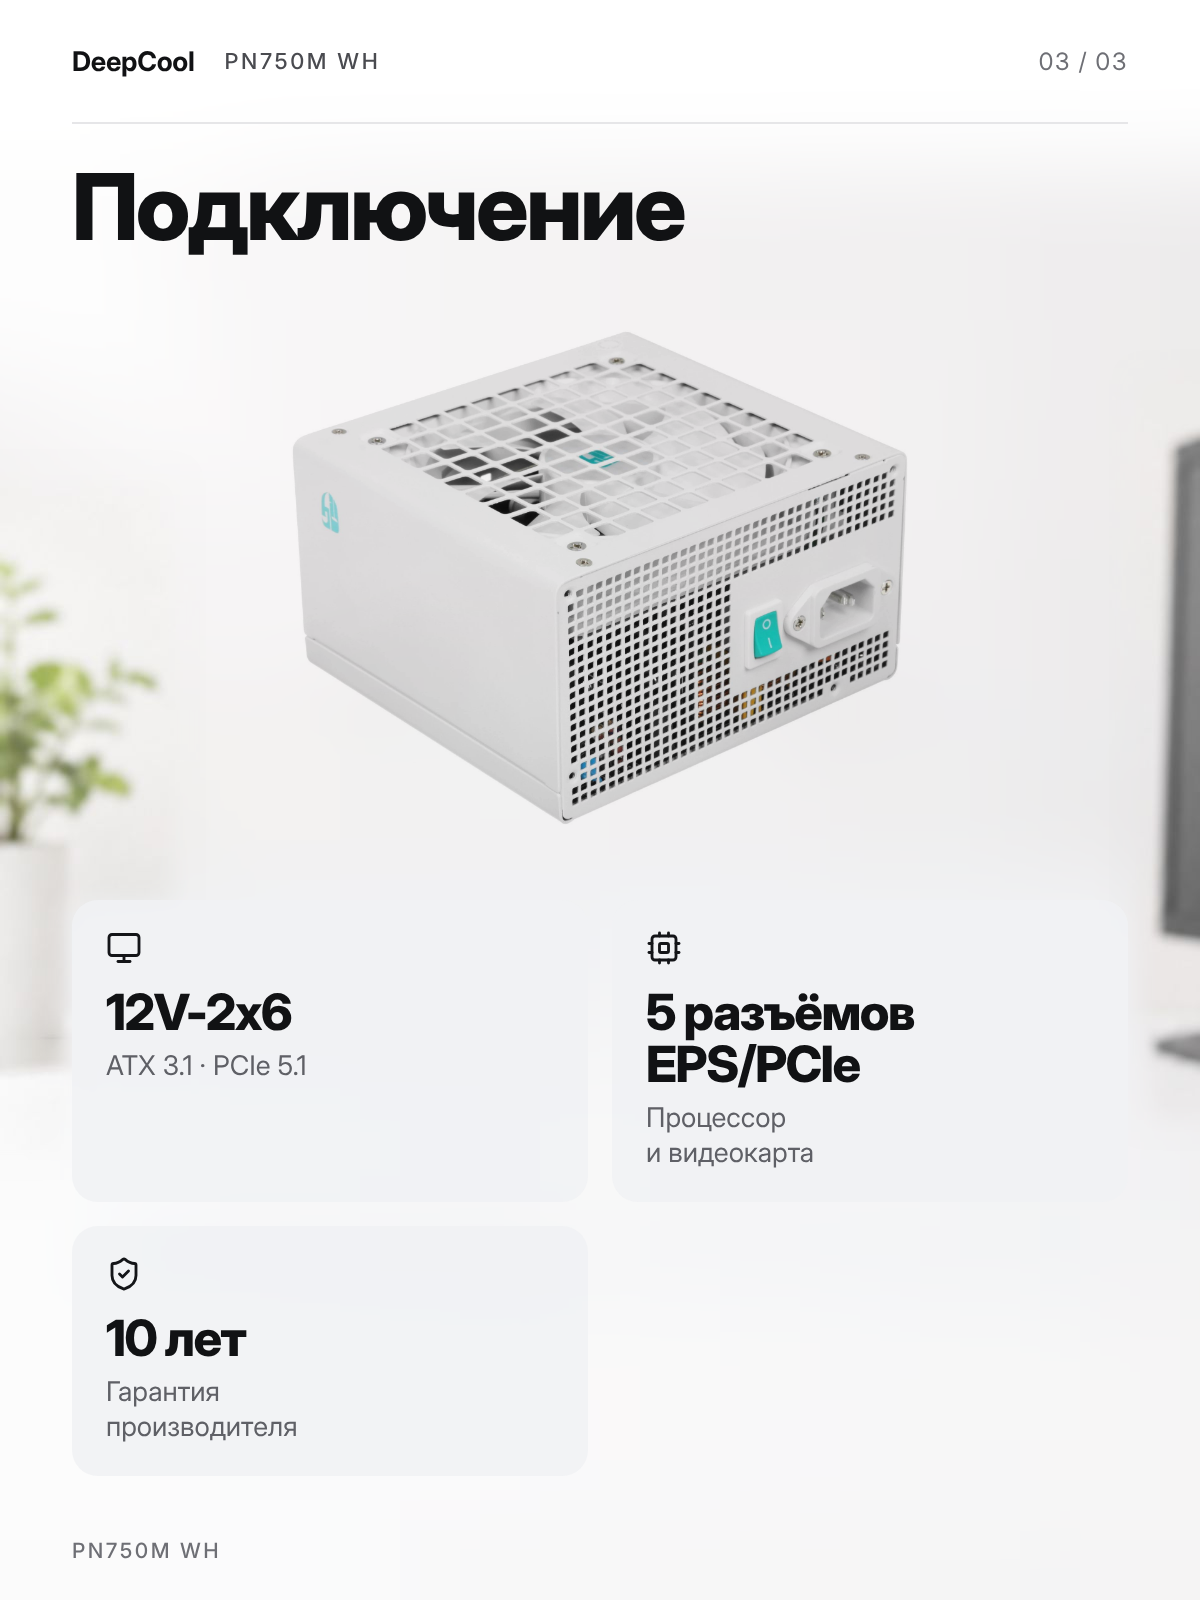 DeepCool PN750M WH 03 / 03
Подключение
12V-2x6
ATX 3.1 · PCIe 5.1
5 разъёмов
EPS/PCIe
Процессор
и видеокарта
10 лет
Гарантия
производителя
PN750M WH